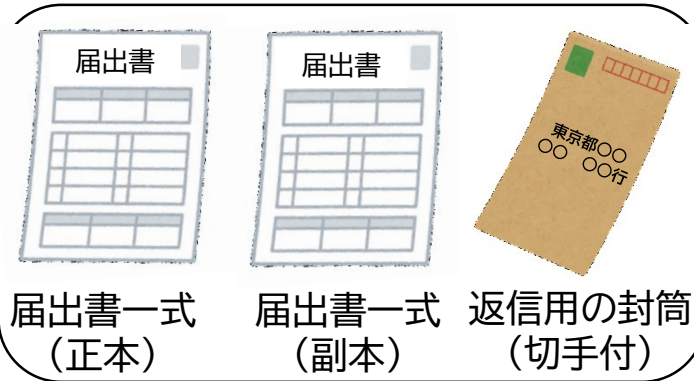 届出書
届出書
東京都〇〇
〇〇　〇〇行
届出書一式
（正本）
届出書一式
（副本）
返信用の封筒
（切手付）